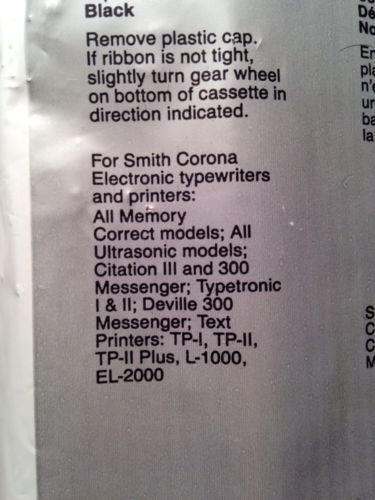 Black
Remove plastic cap.
If ribbon is not tight,
slightly turn gear wheel
on bottom of cassette in
direction indicated.
For Smith Corona
Electronic typewriters
and printers:
All Memory
Correct models; All
Ultrasonic models;
Citation III and 300
Messenger; Typetronic
I & II; Deville 300
Messenger; Text
Printers: TP-I, TP-II,
TP-II Plus, L-1000,
EL-2000